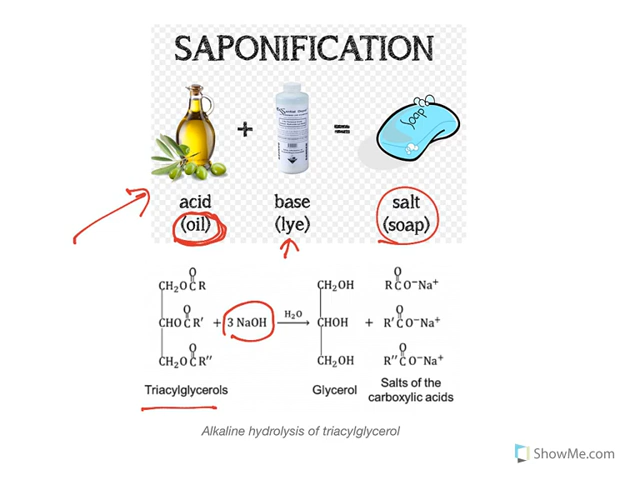 SAPONIFICATION
+ =
Soap
acid base salt
(oil) (lye) (soap)
O O
CH₂OCR CH₂OH RCO⁻Na⁺
O O
CHOCR' + 3 NaOH H₂O CHOH + R'CO⁻Na⁺
O O
CH₂OCR'' CH₂OH R''CO⁻Na⁺
Triacylglycerols Glycerol Salts of the
carboxylic acids
Alkaline hydrolysis of triacylglycerol
ShowMe.com